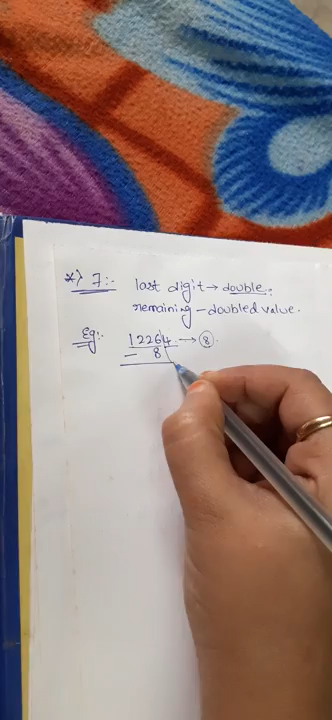 *) 7:- last digit → double.
remaining - doubled value.
Eg:- 12264 → 8.
- 8